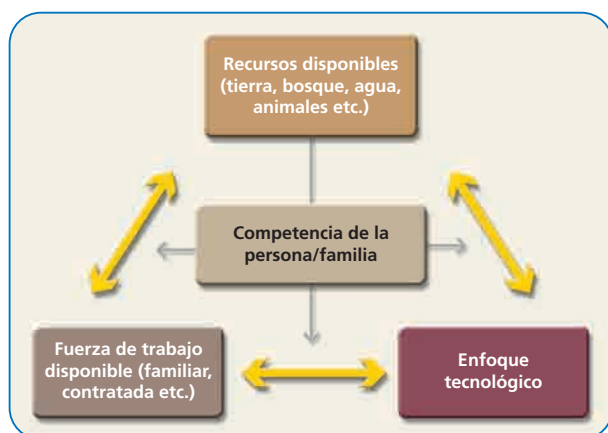 Recursos disponibles
(tierra, bosque, agua,
animales etc.)
Competencia de la
persona/familia
Fuerza de trabajo
disponible (familiar,
contratada etc.)
Enfoque
tecnológico